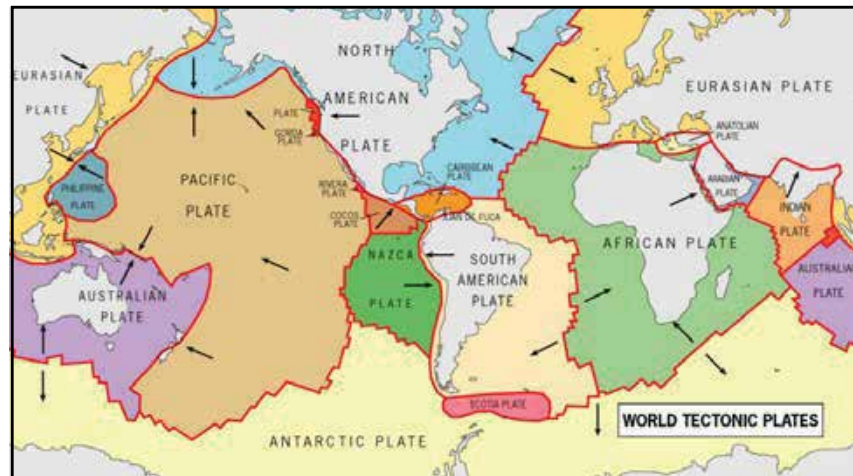 EURASIAN
PLATE
NORTH
AMERICAN
PLATE
EURASIAN PLATE
PLATE
GORDA
PLATE
ANATOLIAN
PLATE
PHILIPPINE
PLATE
PACIFIC
PLATE
RIVERA
PLATE
CARIBBEAN
PLATE
ARABIAN
PLATE
COCOS
PLATE
JUAN DE FUCA
INDIAN
PLATE
NAZCA
PLATE
SOUTH
AMERICAN
PLATE
AFRICAN PLATE
AUSTRALIAN
PLATE
AUSTRALIAN
PLATE
SCOTIA PLATE
WORLD TECTONIC PLATES
ANTARCTIC PLATE